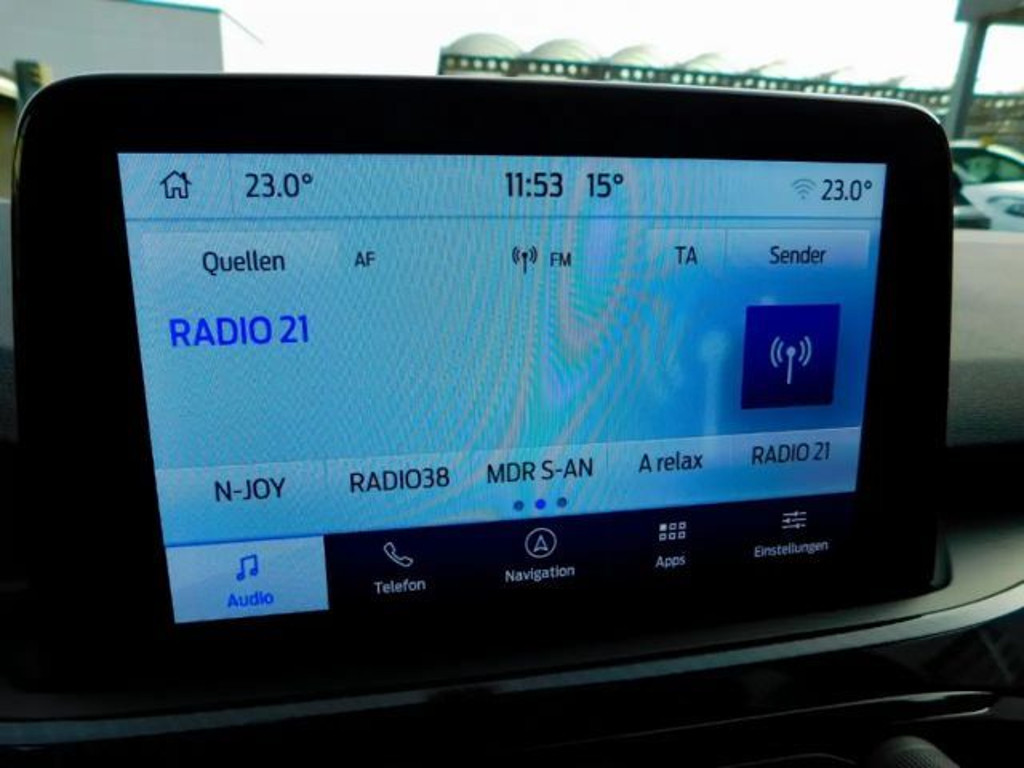 23.0° 11:53 15° 23.0°
Quellen AF FM TA Sender
RADIO 21
N-JOY RADIO38 MDR S-AN A relax RADIO 21
Audio Telefon Navigation Apps Einstellungen